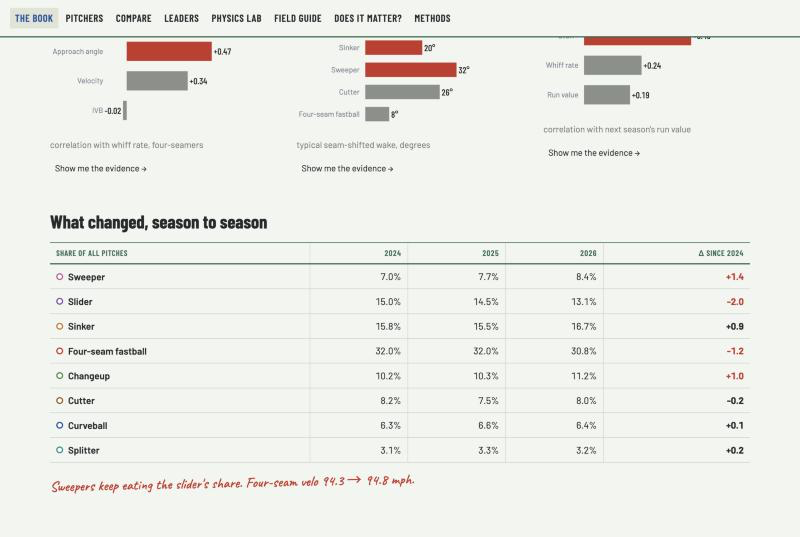 THE BOOK PITCHERS COMPARE LEADERS PHYSICS LAB FIELD GUIDE DOES IT MATTER? METHODS
Approach angle +0.47
Velocity +0.34
IVB -0.02
correlation with whiff rate, four-seamers
Show me the evidence →
Sinker 20°
Sweeper 32°
Cutter 26°
Four-seam fastball 8°
typical seam-shifted wake, degrees
Show me the evidence →
Whiff rate +0.24
Run value +0.19
correlation with next season's run value
Show me the evidence →
What changed, season to season
SHARE OF ALL PITCHES 2024 2025 2026 Δ SINCE 2024
Sweeper 7.0% 7.7% 8.4% +1.4
Slider 15.0% 14.5% 13.1% -2.0
Sinker 15.8% 15.5% 16.7% +0.9
Four-seam fastball 32.0% 32.0% 30.8% -1.2
Changeup 10.2% 10.3% 11.2% +1.0
Cutter 8.2% 7.5% 8.0% -0.2
Curveball 6.3% 6.6% 6.4% +0.1
Splitter 3.1% 3.3% 3.2% +0.2
Sweepers keep eating the slider's share. Four-seam velo 94.3 → 94.8 mph.